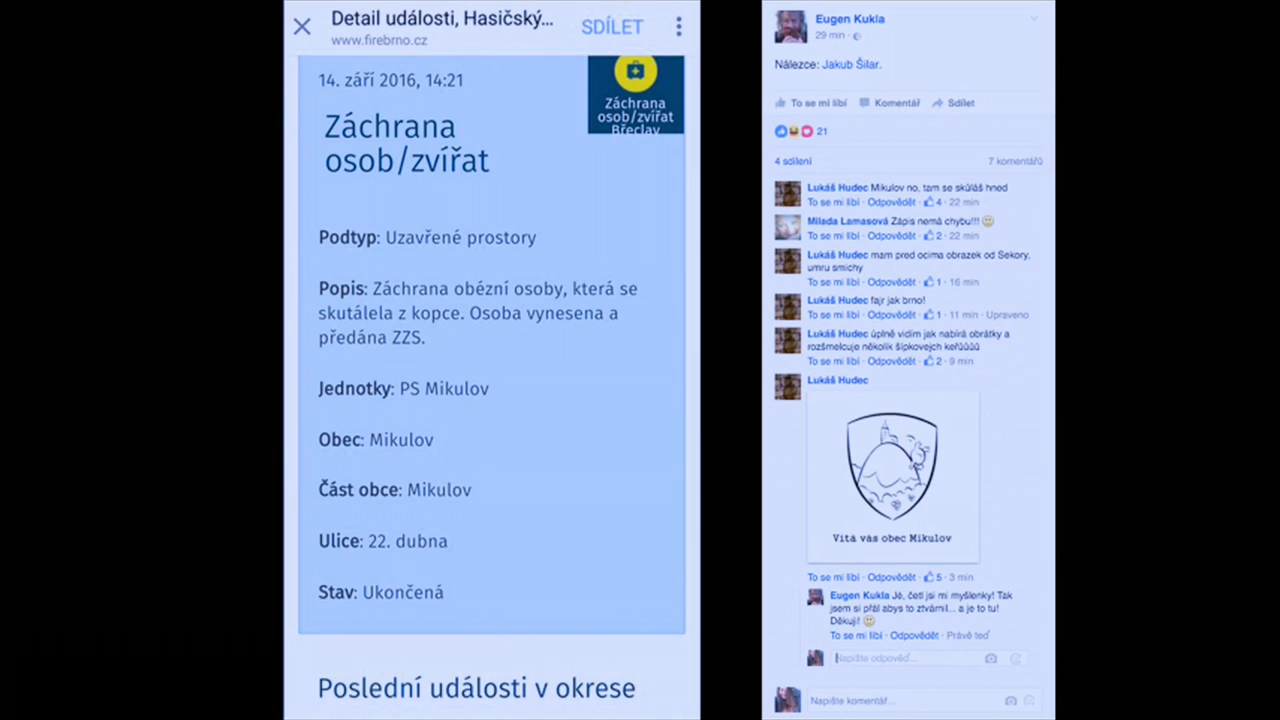 Detail události, Hasičský...
www.firebrno.cz
SDÍLET
14. září 2016, 14:21
Záchrana
osob/zvířat
Břeclav
Záchrana
osob/zvířat
Podtyp: Uzavřené prostory
Popis: Záchrana obézní osoby, která se
skutálela z kopce. Osoba vynesena a
předána ZZS.
Jednotky: PS Mikulov
Obec: Mikulov
Část obce: Mikulov
Ulice: 22. dubna
Stav: Ukončená
Poslední události v okrese
Eugen Kukla
29 min ·
Nálezce: Jakub Šilar.
To se mi líbí Komentář Sdílet
21
4 sdílení 7 komentářů
Lukáš Hudec Mikulov no, tam se skůláš hned
To se mi líbí · Odpovědět · 4 · 22 min
Milada Lamasová Zápis nemá chybu!!!
To se mi líbí · Odpovědět · 2 · 22 min
Lukáš Hudec mam pred ocima obrazek od Sekory,
umru smichy
To se mi líbí · Odpovědět · 1 · 16 min
Lukáš Hudec fajr jak brno!
To se mi líbí · Odpovědět · 1 · 11 min · Upraveno
Lukáš Hudec úplně vidím jak nabírá obrátky a
rozšmelcuje několik šípkovejch keřůůůů
To se mi líbí · Odpovědět · 2 · 9 min
Lukáš Hudec
Vítá vás obec Mikulov
To se mi líbí · Odpovědět · 5 · 3 min
Eugen Kukla Jé, četl jsi mi myšlenky! Tak
jsem si přál abys to ztvárnil... a je to tu!
Děkuji!
To se mi líbí · Odpovědět · Právě teď
Napište odpověď...
Napište komentář...